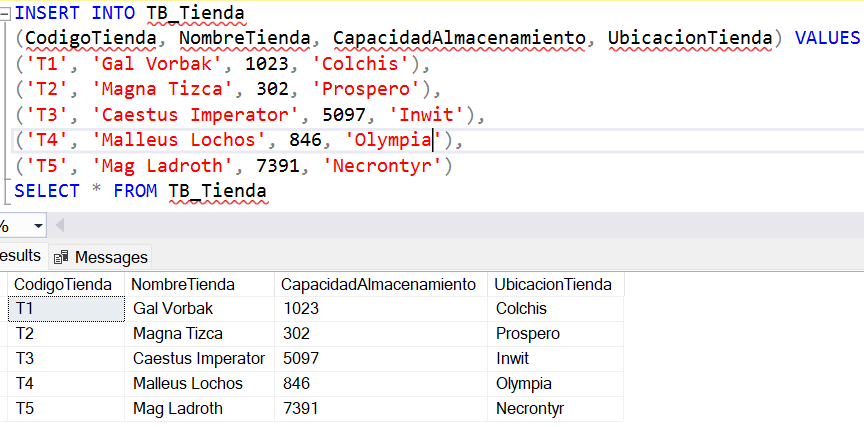 INSERT INTO TB_Tienda
(CodigoTienda, NombreTienda, CapacidadAlmacenamiento, UbicacionTienda) VALUES
('T1', 'Gal Vorbak', 1023, 'Colchis'),
('T2', 'Magna Tizca', 302, 'Prospero'),
('T3', 'Caestus Imperator', 5097, 'Inwit'),
('T4', 'Malleus Lochos', 846, 'Olympia'),
('T5', 'Mag Ladroth', 7391, 'Necrontyr')
SELECT * FROM TB_Tienda
%
esults Messages
CodigoTienda NombreTienda CapacidadAlmacenamiento UbicacionTienda
T1 Gal Vorbak 1023 Colchis
T2 Magna Tizca 302 Prospero
T3 Caestus Imperator 5097 Inwit
T4 Malleus Lochos 846 Olympia
T5 Mag Ladroth 7391 Necrontyr